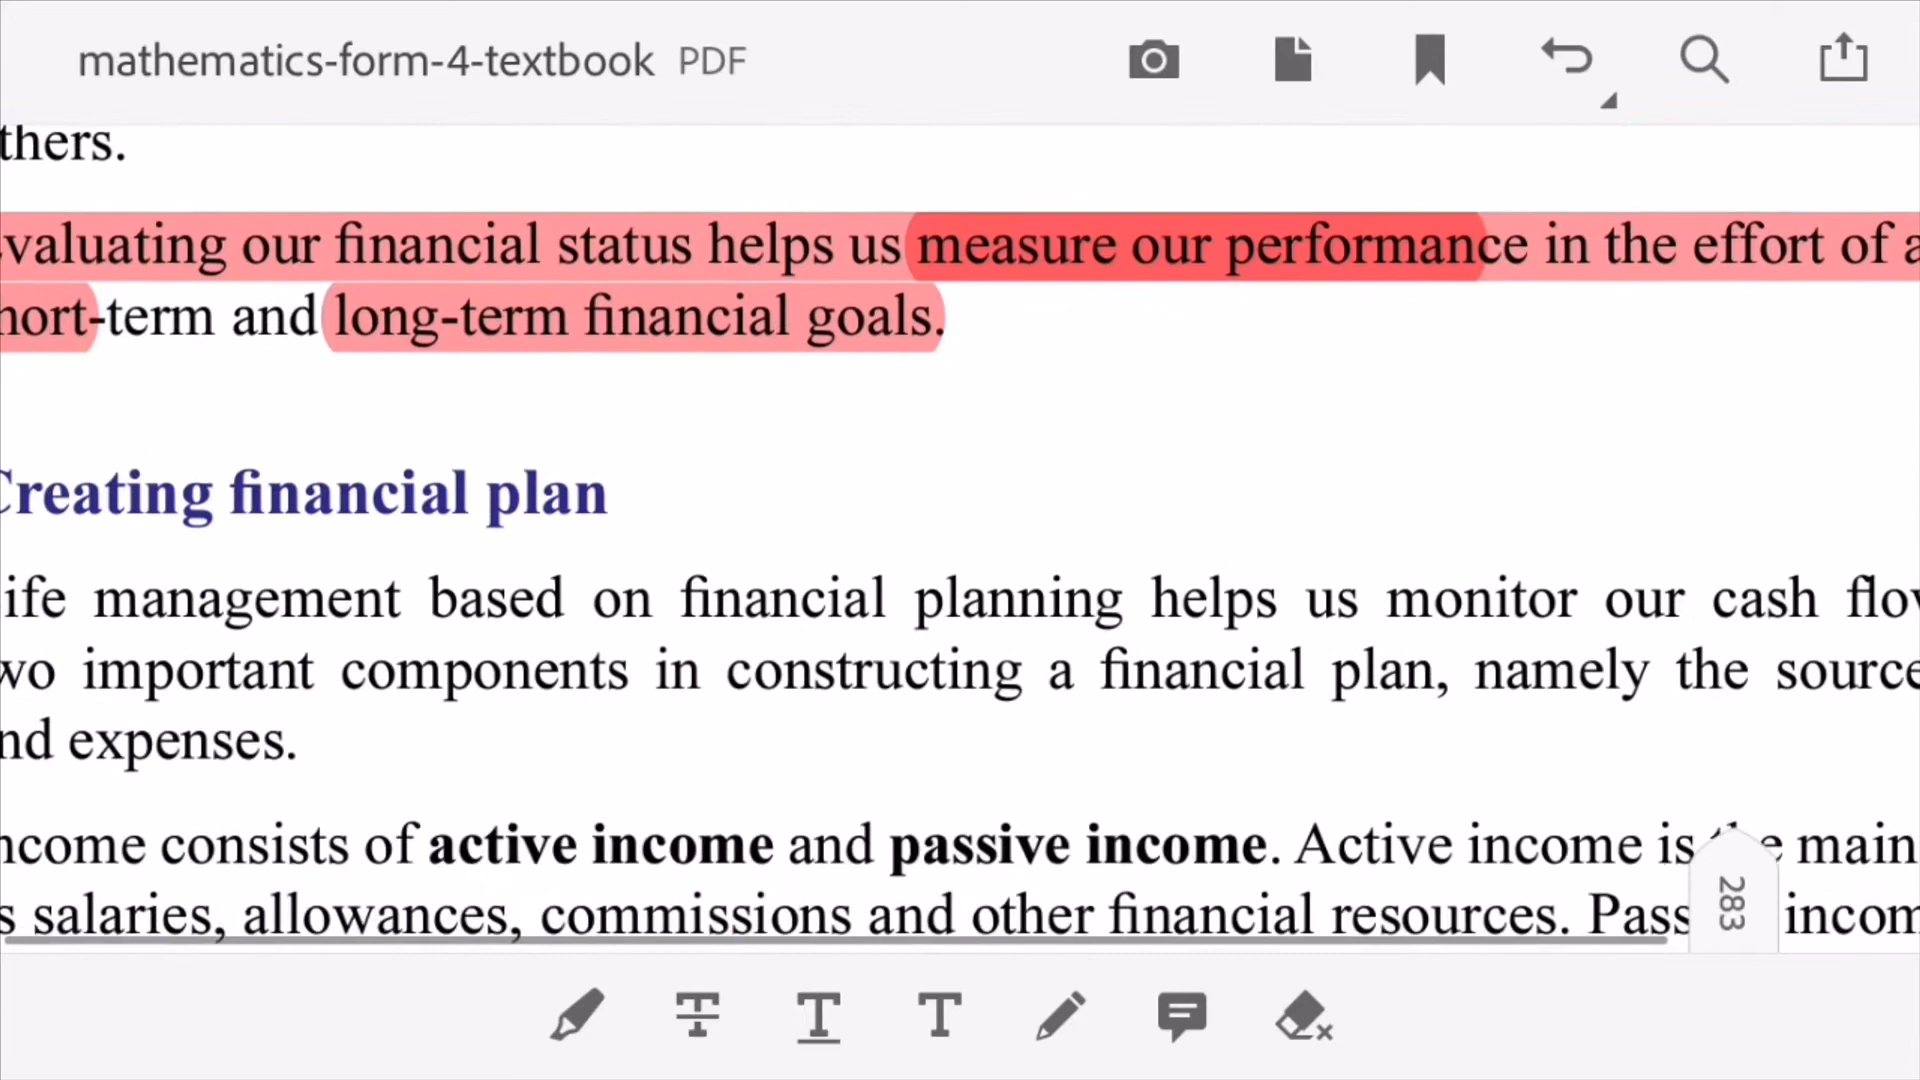 mathematics-form-4-textbook PDF
thers.
valuating our financial status helps us measure our performance in the effort of a
hort-term and long-term financial goals.
Creating financial plan
ife management based on financial planning helps us monitor our cash flow
wo important components in constructing a financial plan, namely the source
nd expenses.
ncome consists of active income and passive income. Active income is the main
s salaries, allowances, commissions and other financial resources. Pass incom
283